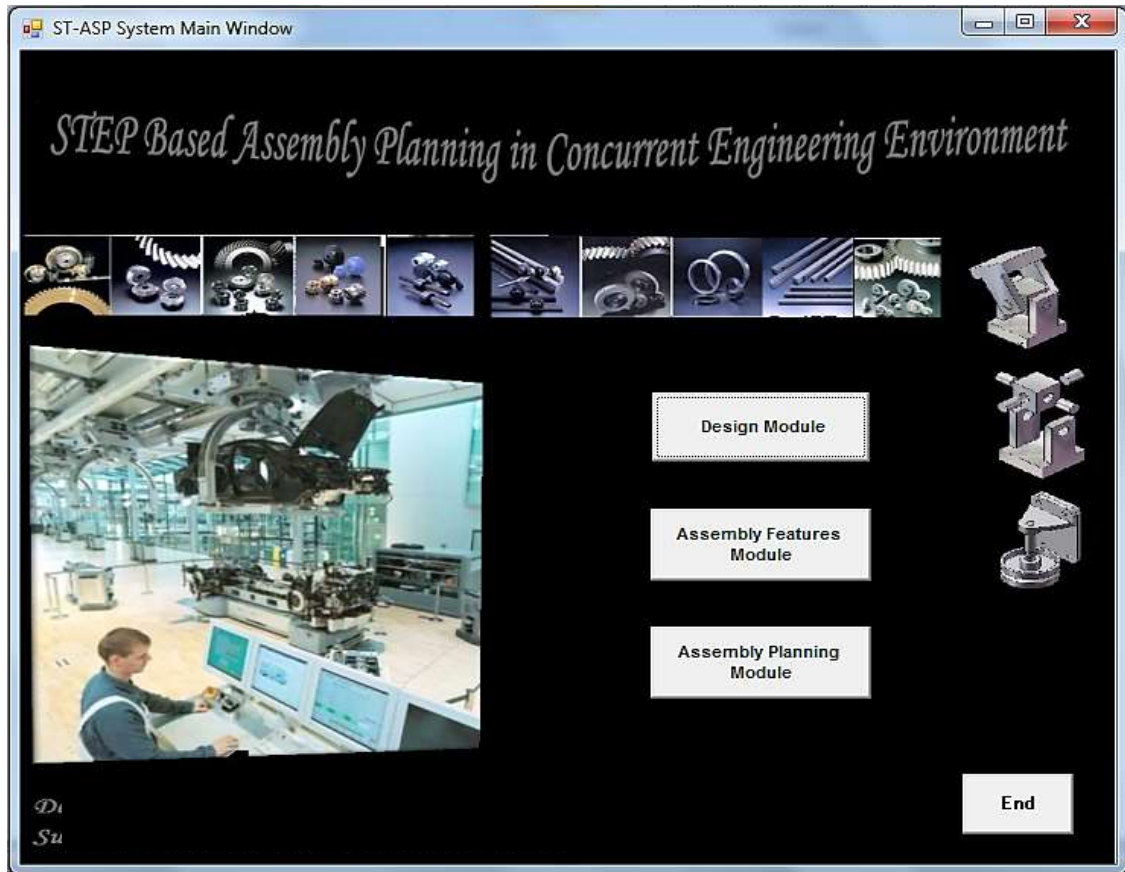 ST-ASP System Main Window
STEP Based Assembly Planning in Concurrent Engineering Environment
Design Module
Assembly Features
Module
Assembly Planning
Module
End
Su